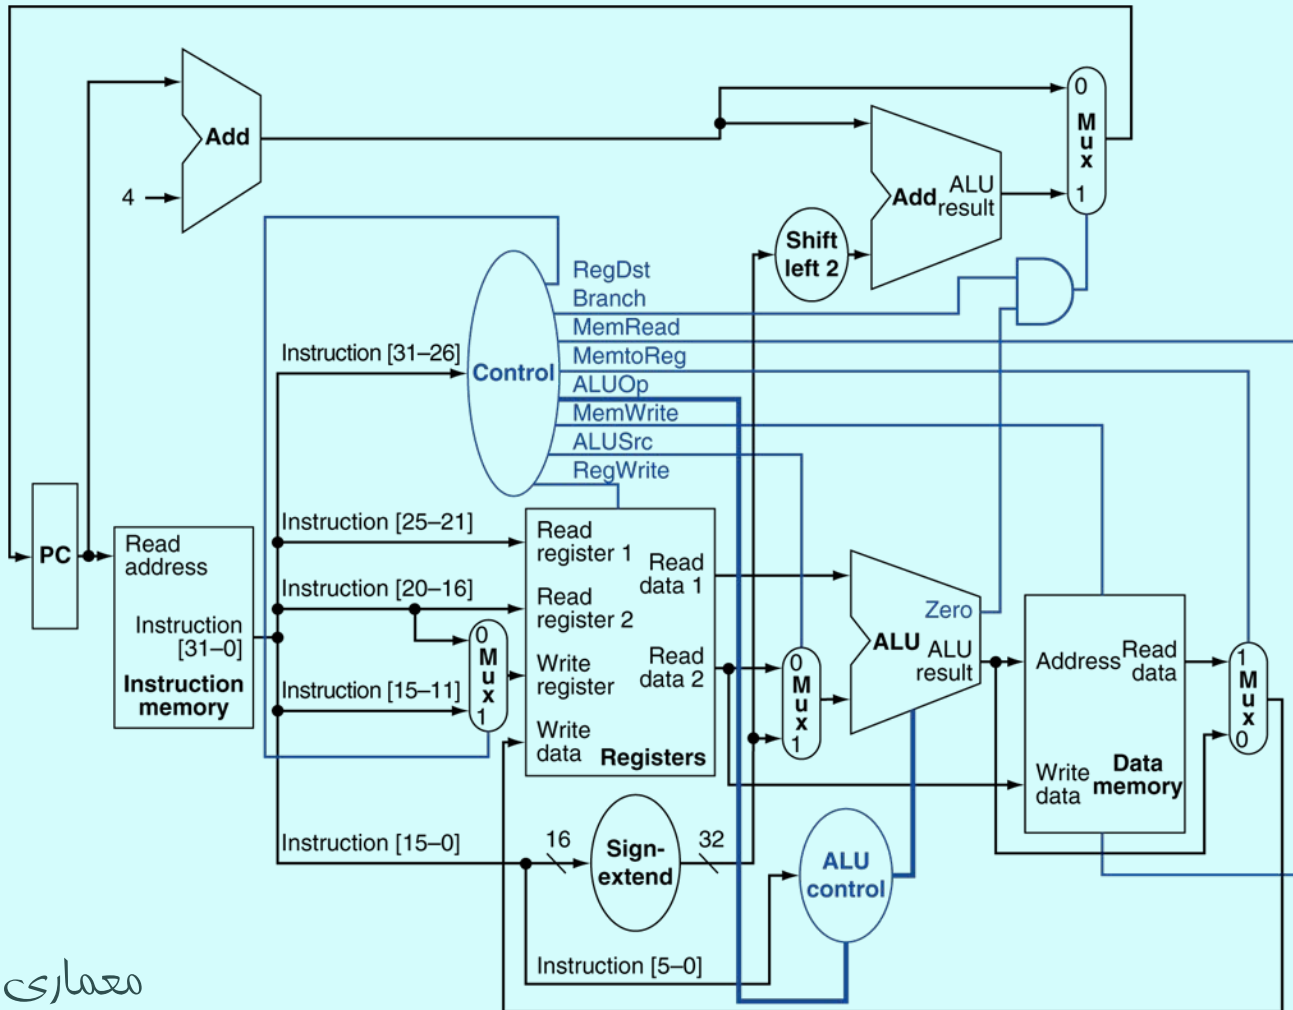 Add
4
Add ALU
result
0
Mux
1
Shift
left 2
RegDst
Branch
MemRead
MemtoReg
ALUOp
MemWrite
ALUSrc
RegWrite
Control
Instruction [31–26]
Instruction [25–21]
Instruction [20–16]
Instruction [15–11]
Instruction [15–0]
Instruction [5–0]
PC
Read
address
Instruction
[31–0]
Instruction
memory
0
Mux
1
Read
register 1
Read
register 2
Write
register
Write
data
Read
data 1
Read
data 2
Registers
0
Mux
1
Zero
ALU ALU
result
Address
Read
data
Write
data
Data
memory
1
Mux
0
16
Sign-
extend
32
ALU
control
معماری